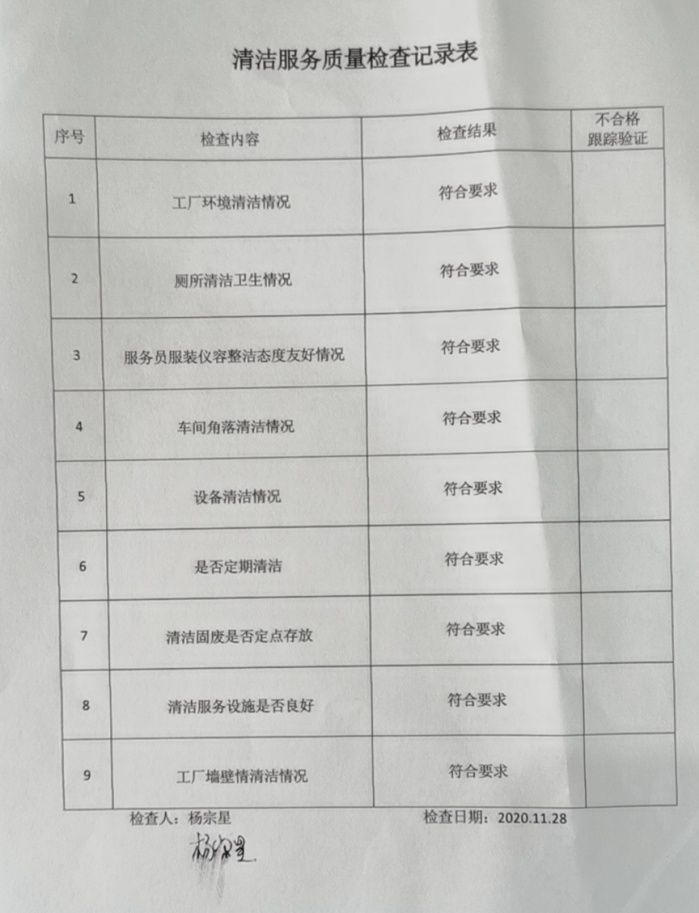 清洁服务质量检查记录表
序号 检查内容 检查结果 不合格
跟踪验证
1 工厂环境清洁情况 符合要求
2 厕所清洁卫生情况 符合要求
3 服务员服装仪容整洁态度友好情况 符合要求
4 车间角落清洁情况 符合要求
5 设备清洁情况 符合要求
6 是否定期清洁 符合要求
7 清洁固废是否定点存放 符合要求
8 清洁服务设施是否良好 符合要求
9 工厂墙壁情清洁情况 符合要求
检查人：杨宗星 检查日期：2020.11.28
杨宗星